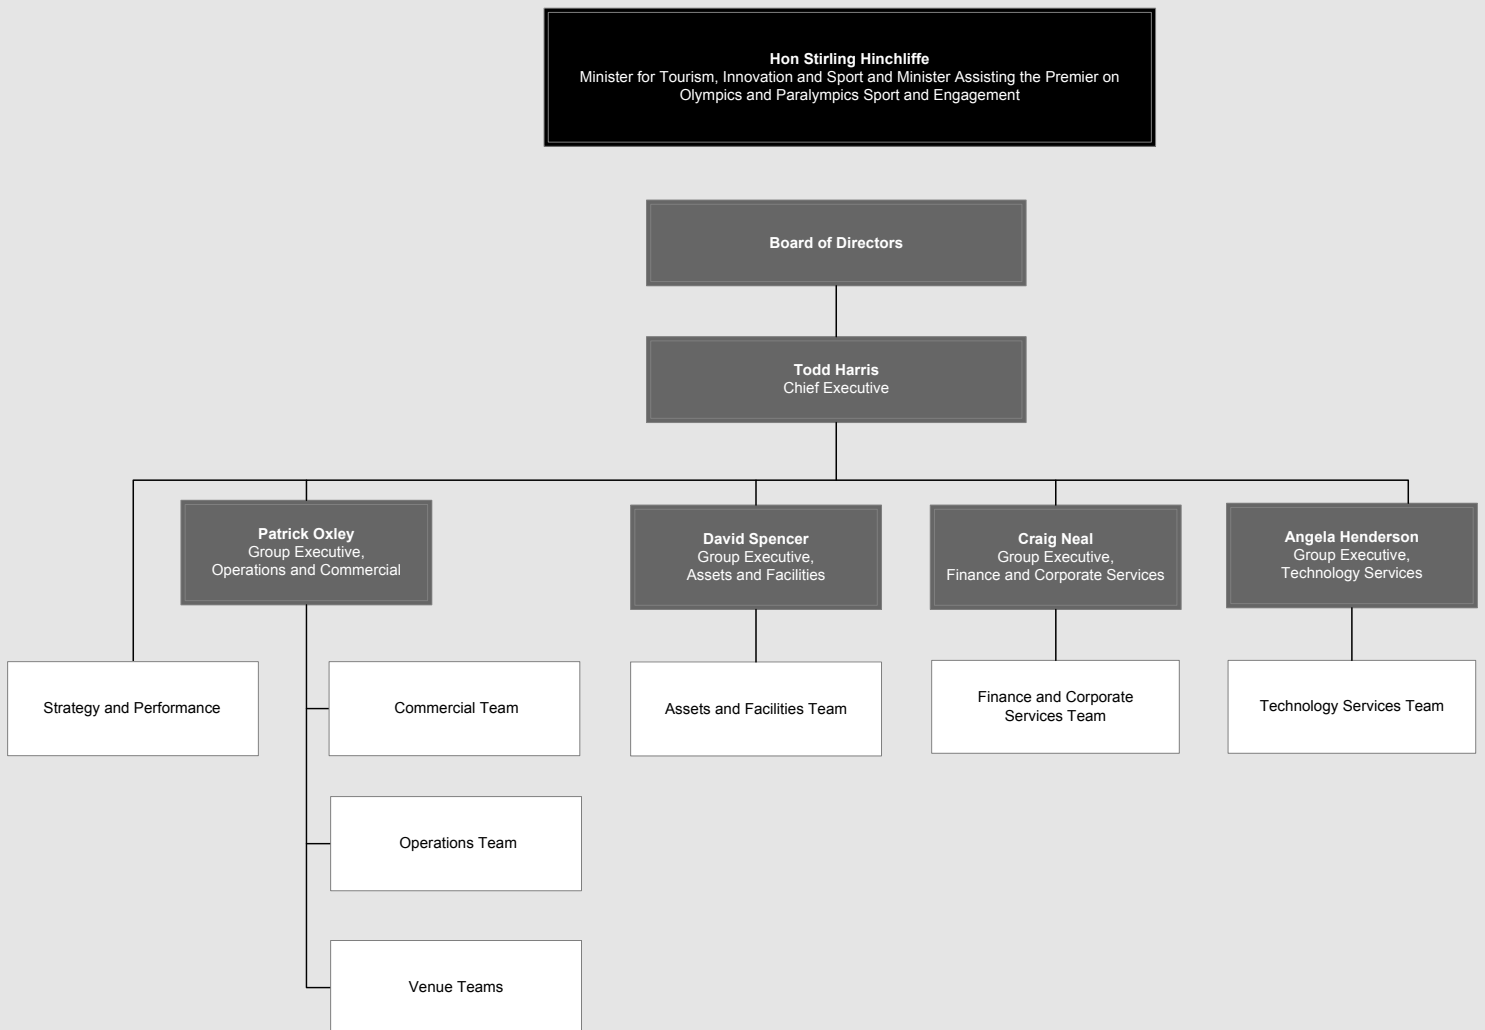 Hon Stirling Hinchliffe
Minister for Tourism, Innovation and Sport and Minister Assisting the Premier on
Olympics and Paralympics Sport and Engagement
Board of Directors
Todd Harris
Chief Executive
Patrick Oxley
Group Executive,
Operations and Commercial
David Spencer
Group Executive,
Assets and Facilities
Craig Neal
Group Executive,
Finance and Corporate Services
Angela Henderson
Group Executive,
Technology Services
Strategy and Performance
Commercial Team
Assets and Facilities Team
Finance and Corporate
Services Team
Technology Services Team
Operations Team
Venue Teams